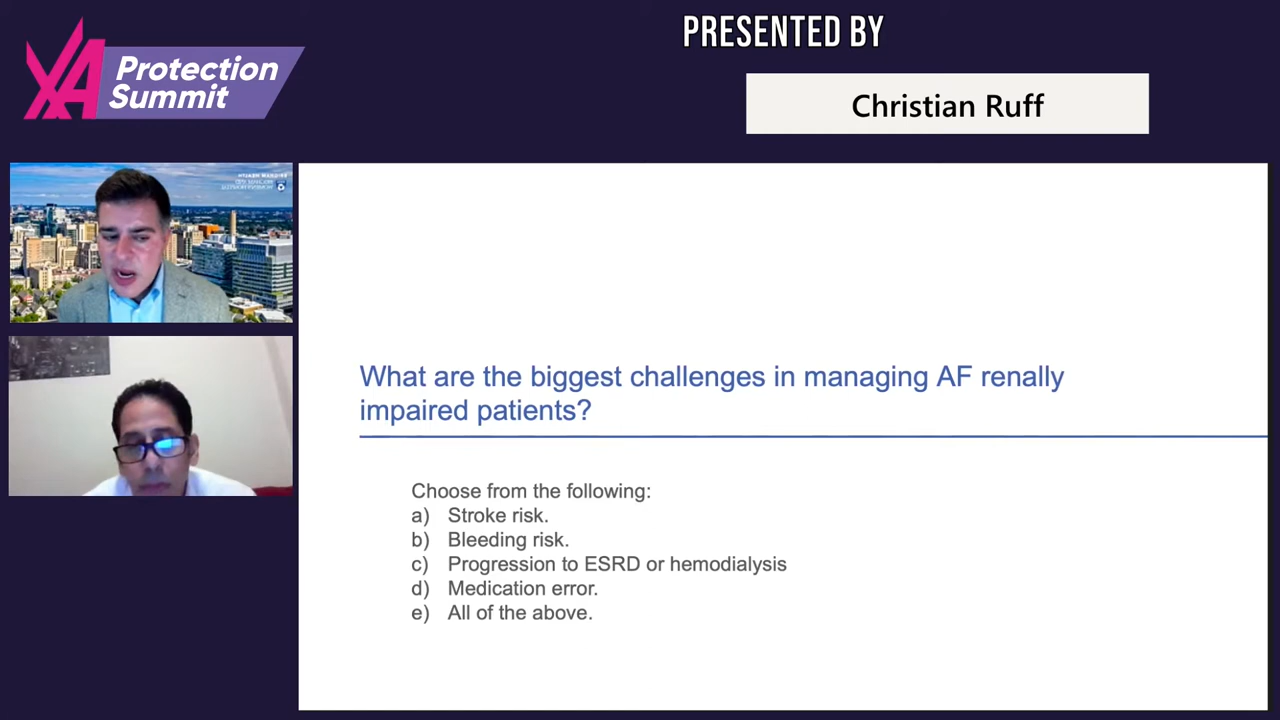 PRESENTED BY
XA Protection
Summit
Christian Ruff
What are the biggest challenges in managing AF renally
impaired patients?
Choose from the following:
a) Stroke risk.
b) Bleeding risk.
c) Progression to ESRD or hemodialysis
d) Medication error.
e) All of the above.